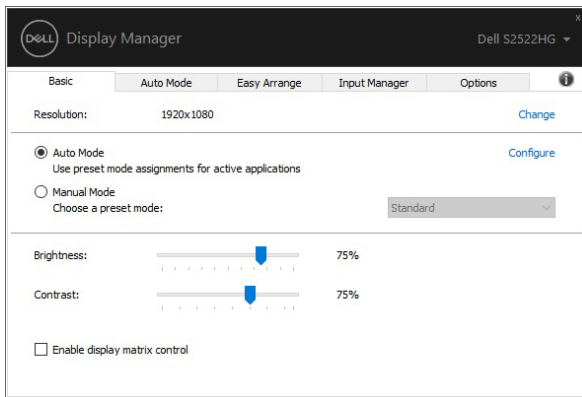 x
DELL Display Manager Dell S2522HG
Basic Auto Mode Easy Arrange Input Manager Options i
Resolution: 1920x1080 Change
Auto Mode Configure
Use preset mode assignments for active applications
Manual Mode
Choose a preset mode: Standard
Brightness: 75%
Contrast: 75%
Enable display matrix control